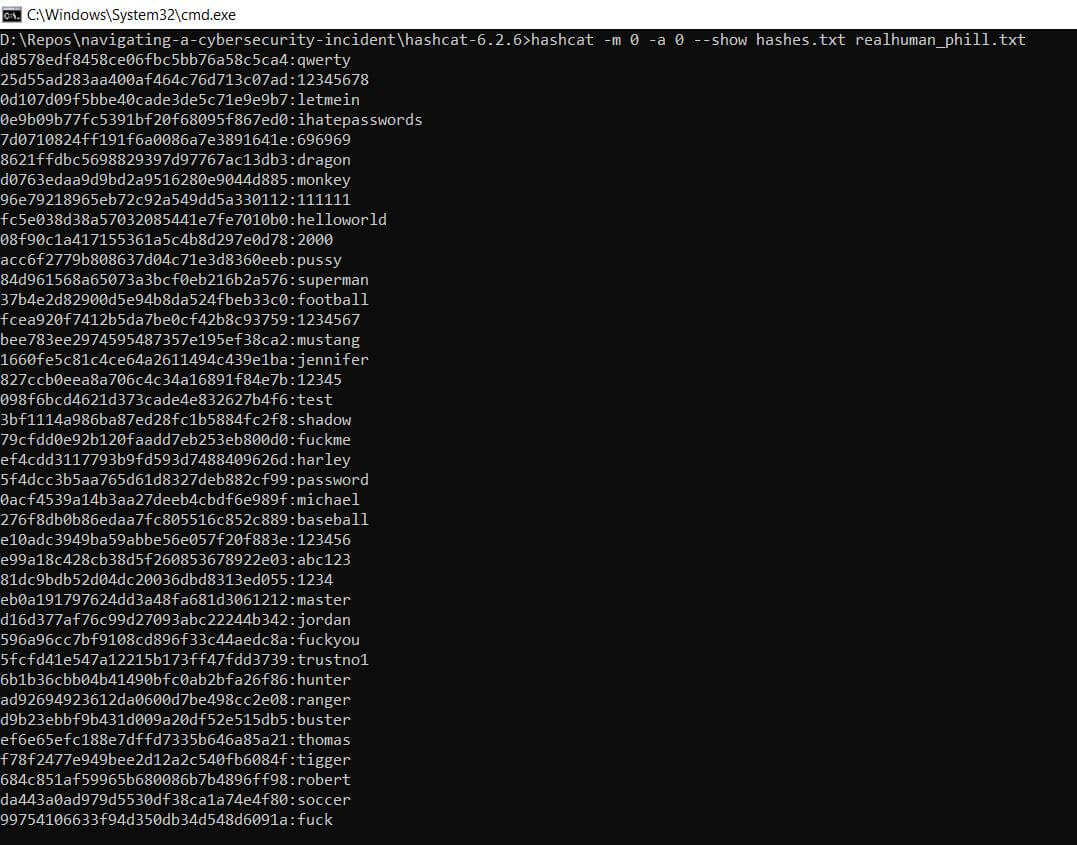 C:\Windows\System32\cmd.exe
D:\Repos\navigating-a-cybersecurity-incident\hashcat-6.2.6>hashcat -m 0 -a 0 --show hashes.txt realhuman_phill.txt
d8578edf8458ce06fbc5bb76a58c5ca4:qwerty
25d55ad283aa400af464c76d713c07ad:12345678
0d107d09f5bbe40cade3de5c71e9e9b7:letmein
0e9b09b77fc5391bf20f68095f867ed0:ihatepasswords
7d0710824ff191f6a0086a7e3891641e:696969
8621ffdbc5698829397d97767ac13db3:dragon
d0763edaa9d9bd2a9516280e9044d885:monkey
96e79218965eb72c92a549dd5a330112:111111
fc5e038d38a57032085441e7fe7010b0:helloworld
08f90c1a417155361a5c4b8d297e0d78:2000
acc6f2779b808637d04c71e3d8360eeb:pussy
84d961568a65073a3bcf0eb216b2a576:superman
37b4e2d82900d5e94b8da524fbeb33c0:football
fcea920f7412b5da7be0cf42b8c93759:1234567
bee783ee2974595487357e195ef38ca2:mustang
1660fe5c81c4ce64a2611494c439e1ba:jennifer
827ccb0eea8a706c4c34a16891f84e7b:12345
098f6bcd4621d373cade4e832627b4f6:test
3bf1114a986ba87ed28fc1b5884fc2f8:shadow
79cfdd0e92b120faadd7eb253eb800d0:fuckme
ef4cdd3117793b9fd593d7488409626d:harley
5f4dcc3b5aa765d61d8327deb882cf99:password
0acf4539a14b3aa27deeb4cbdf6e989f:michael
276f8db0b86edaa7fc805516c852c889:baseball
e10adc3949ba59abbe56e057f20f883e:123456
e99a18c428cb38d5f260853678922e03:abc123
81dc9bdb52d04dc20036dbd8313ed055:1234
eb0a191797624dd3a48fa681d3061212:master
d16d377af76c99d27093abc22244b342:jordan
596a96cc7bf9108cd896f33c44aedc8a:fuckyou
5fcfd41e547a12215b173ff47fdd3739:trustno1
6b1b36cbb04b41490bfc0ab2bfa26f86:hunter
ad92694923612da0600d7be498cc2e08:ranger
d9b23ebbf9b431d009a20df52e515db5:buster
ef6e65efc188e7dffd7335b646a85a21:thomas
f78f2477e949bee2d12a2c540fb6084f:tigger
684c851af59965b680086b7b4896ff98:robert
da443a0ad979d5530df38ca1a74e4f80:soccer
99754106633f94d350db34d548d6091a:fuck